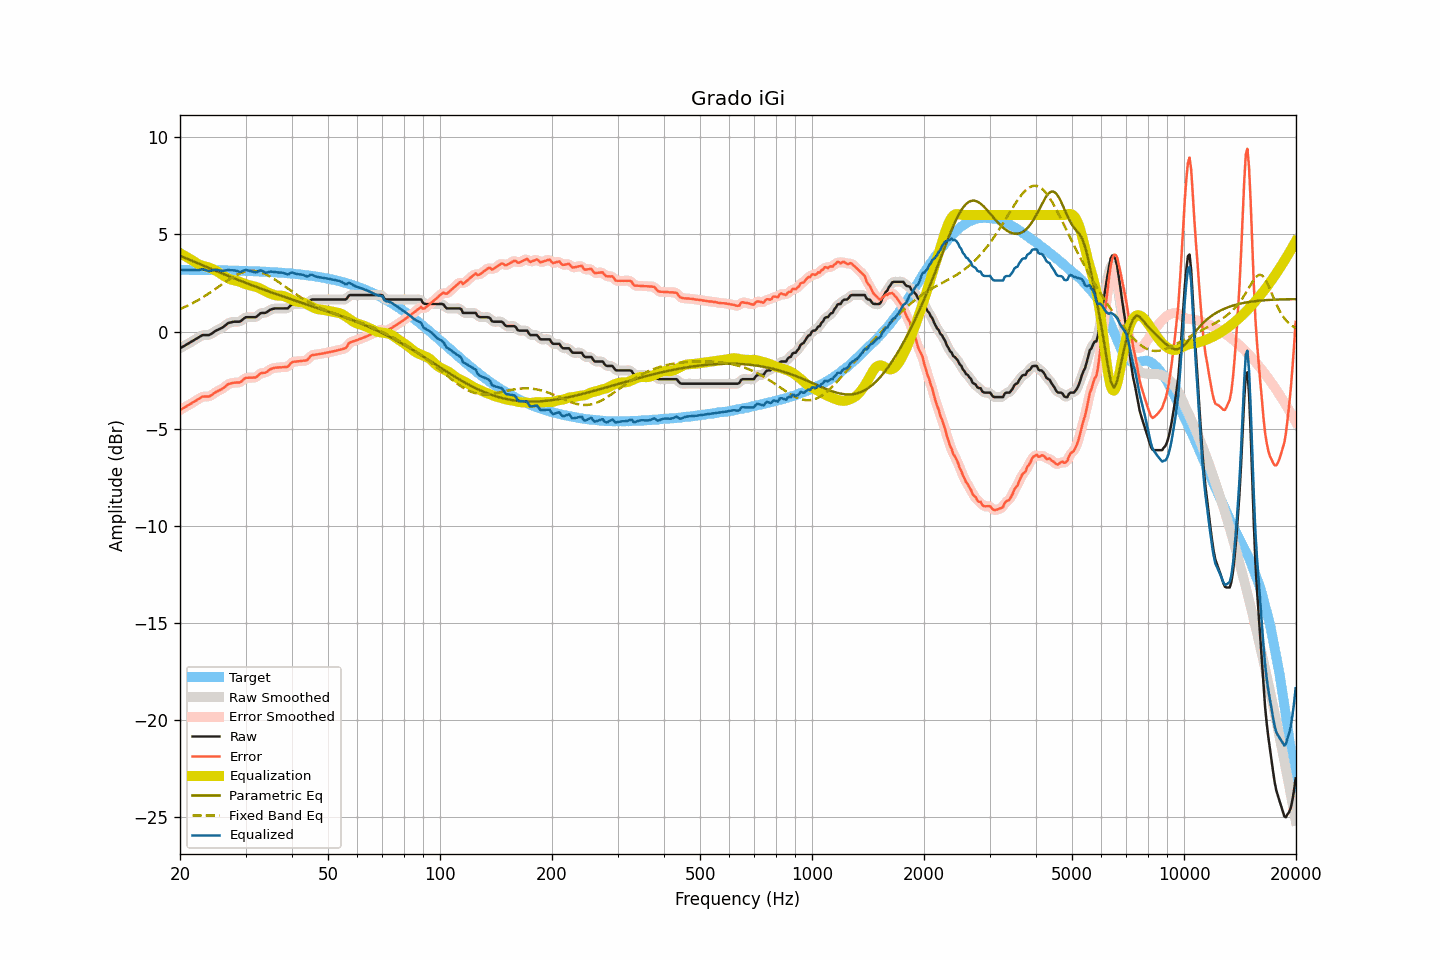 Grado iGi
10
5
0
−5
−10
−15
−20
−25
Amplitude (dBr)
Target
Raw Smoothed
Error Smoothed
Raw
Error
Equalization
Parametric Eq
Fixed Band Eq
Equalized
20 50 100 200 500 1000 2000 5000 10000 20000
Frequency (Hz)